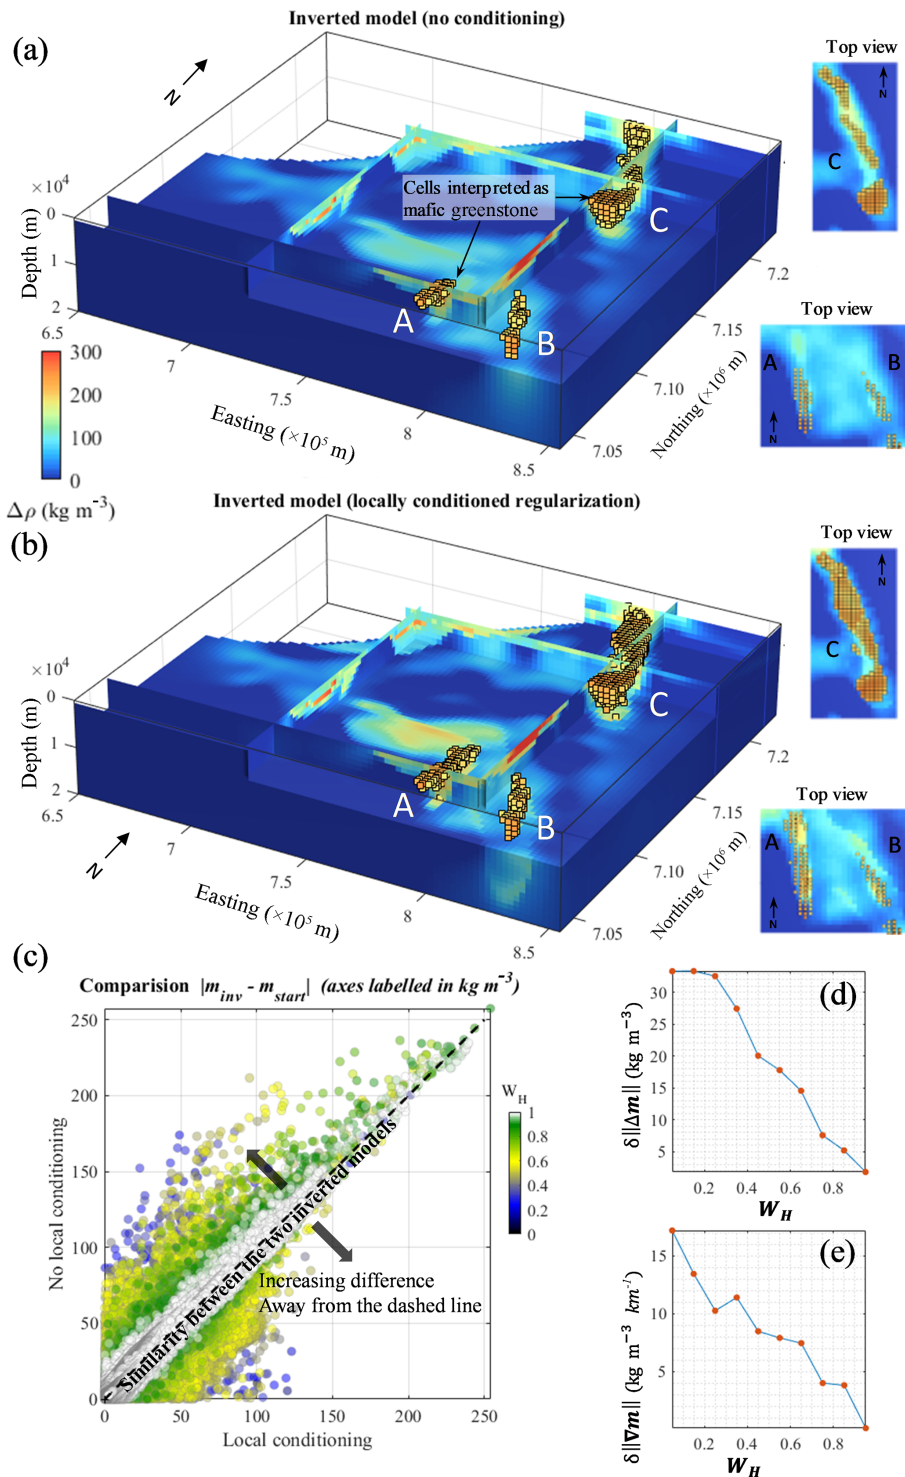 Inverted model (no conditioning)
(a)
N
Top view
N
C
Cells interpreted as
mafic greenstone
C
×10⁴
0
1
2
Depth (m)
A
B
6.5
7
7.5
8
8.5
Easting (×10⁵ m)
7.05
7.10
7.15
7.2
Northing (×10⁶ m)
Top view
A
B
N
300
200
100
0
Δρ (kg m⁻³)
Inverted model (locally conditioned regularization)
(b)
Top view
N
C
C
×10⁴
0
1
2
Depth (m)
A
B
6.5
N
7
7.5
8
8.5
Easting (×10⁵ m)
7.05
7.10
7.15
7.2
Northing (×10⁶ m)
Top view
A
B
N
(c)
Comparision |m_inv - m_start| (axes labelled in kg m⁻³)
250
200
150
100
50
0
No local conditioning
W_H
1
0.8
0.6
0.4
0.2
0
Similarity between the two inverted models
Increasing difference
Away from the dashed line
0 50 100 150 200 250
Local conditioning
(d)
30
25
20
15
10
5
δ||Δm|| (kg m⁻³)
0.2 0.4 0.6 0.8
W_H
(e)
15
10
5
δ||∇m|| (kg m⁻³ km⁻¹)
0.2 0.4 0.6 0.8
W_H